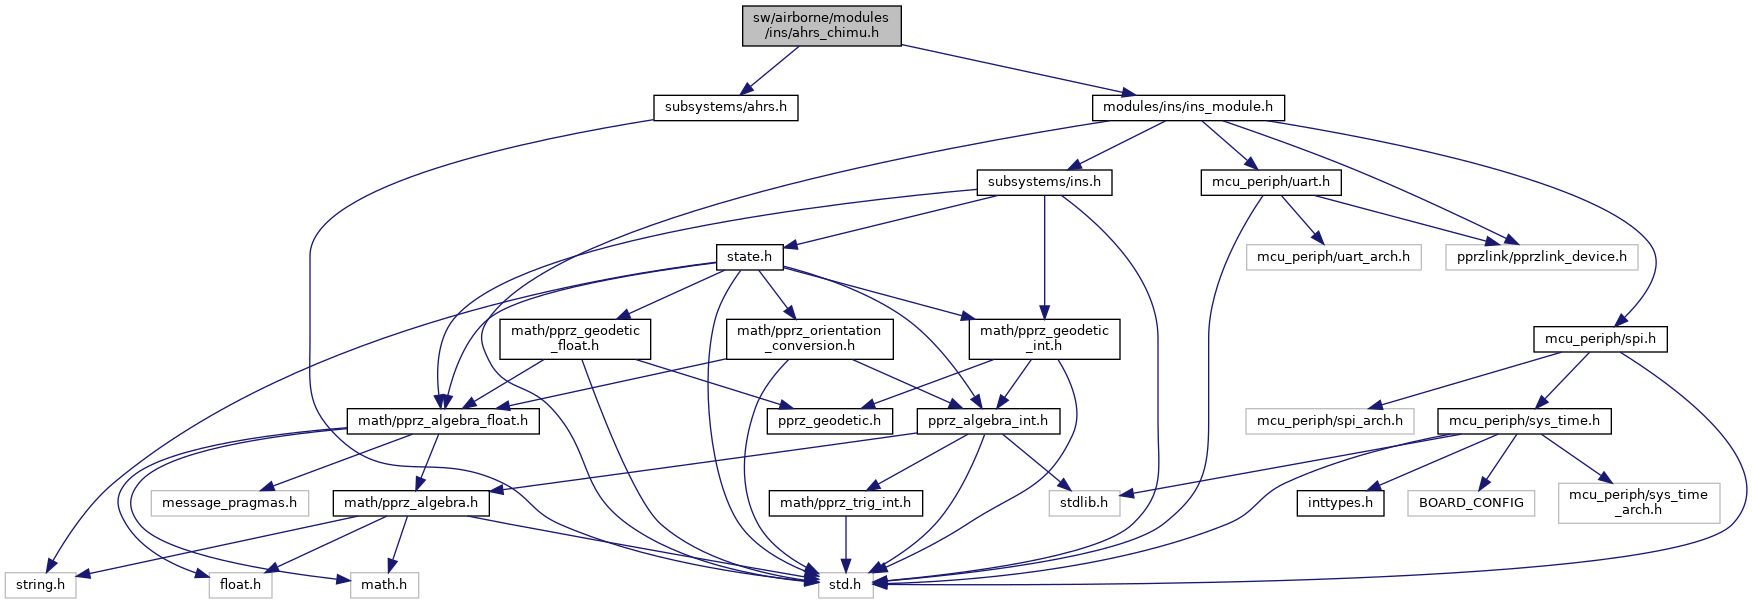 sw/airborne/modules
/ins/ahrs_chimu.h
subsystems/ahrs.h
modules/ins/ins_module.h
subsystems/ins.h
mcu_periph/uart.h
state.h
mcu_periph/uart_arch.h
pprzlink/pprzlink_device.h
math/pprz_geodetic
_float.h
math/pprz_orientation
_conversion.h
math/pprz_geodetic
_int.h
mcu_periph/spi.h
math/pprz_algebra_float.h
pprz_geodetic.h
pprz_algebra_int.h
mcu_periph/spi_arch.h
mcu_periph/sys_time.h
message_pragmas.h
math/pprz_algebra.h
math/pprz_trig_int.h
stdlib.h
inttypes.h
BOARD_CONFIG
mcu_periph/sys_time
_arch.h
string.h
float.h
math.h
std.h